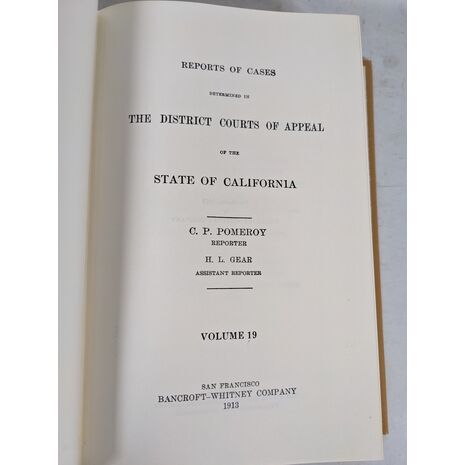 REPORTS OF CASES
DETERMINED IN
THE DISTRICT COURTS OF APPEAL
OF THE
STATE OF CALIFORNIA
C. P. POMEROY
REPORTER
H. L. GEAR
ASSISTANT REPORTER
VOLUME 19
SAN FRANCISCO
BANCROFT-WHITNEY COMPANY
1913